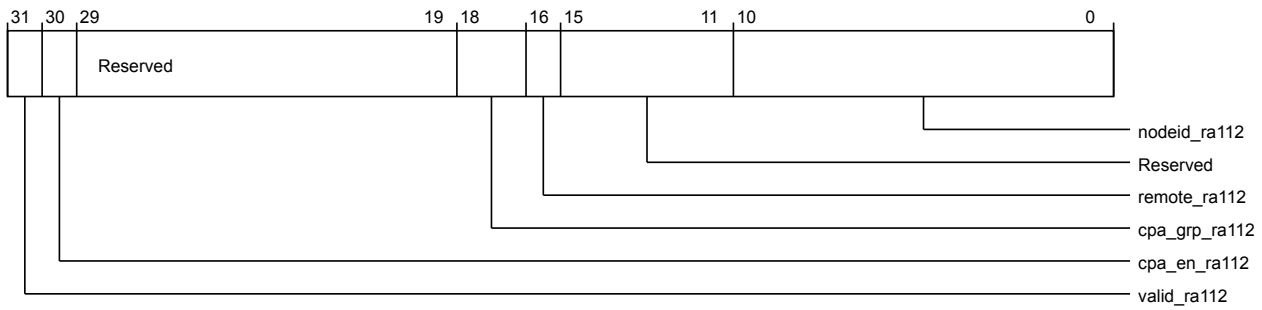 31 30 29 19 18 16 15 11 10 0
Reserved
nodeid_ra112
Reserved
remote_ra112
cpa_grp_ra112
cpa_en_ra112
valid_ra112